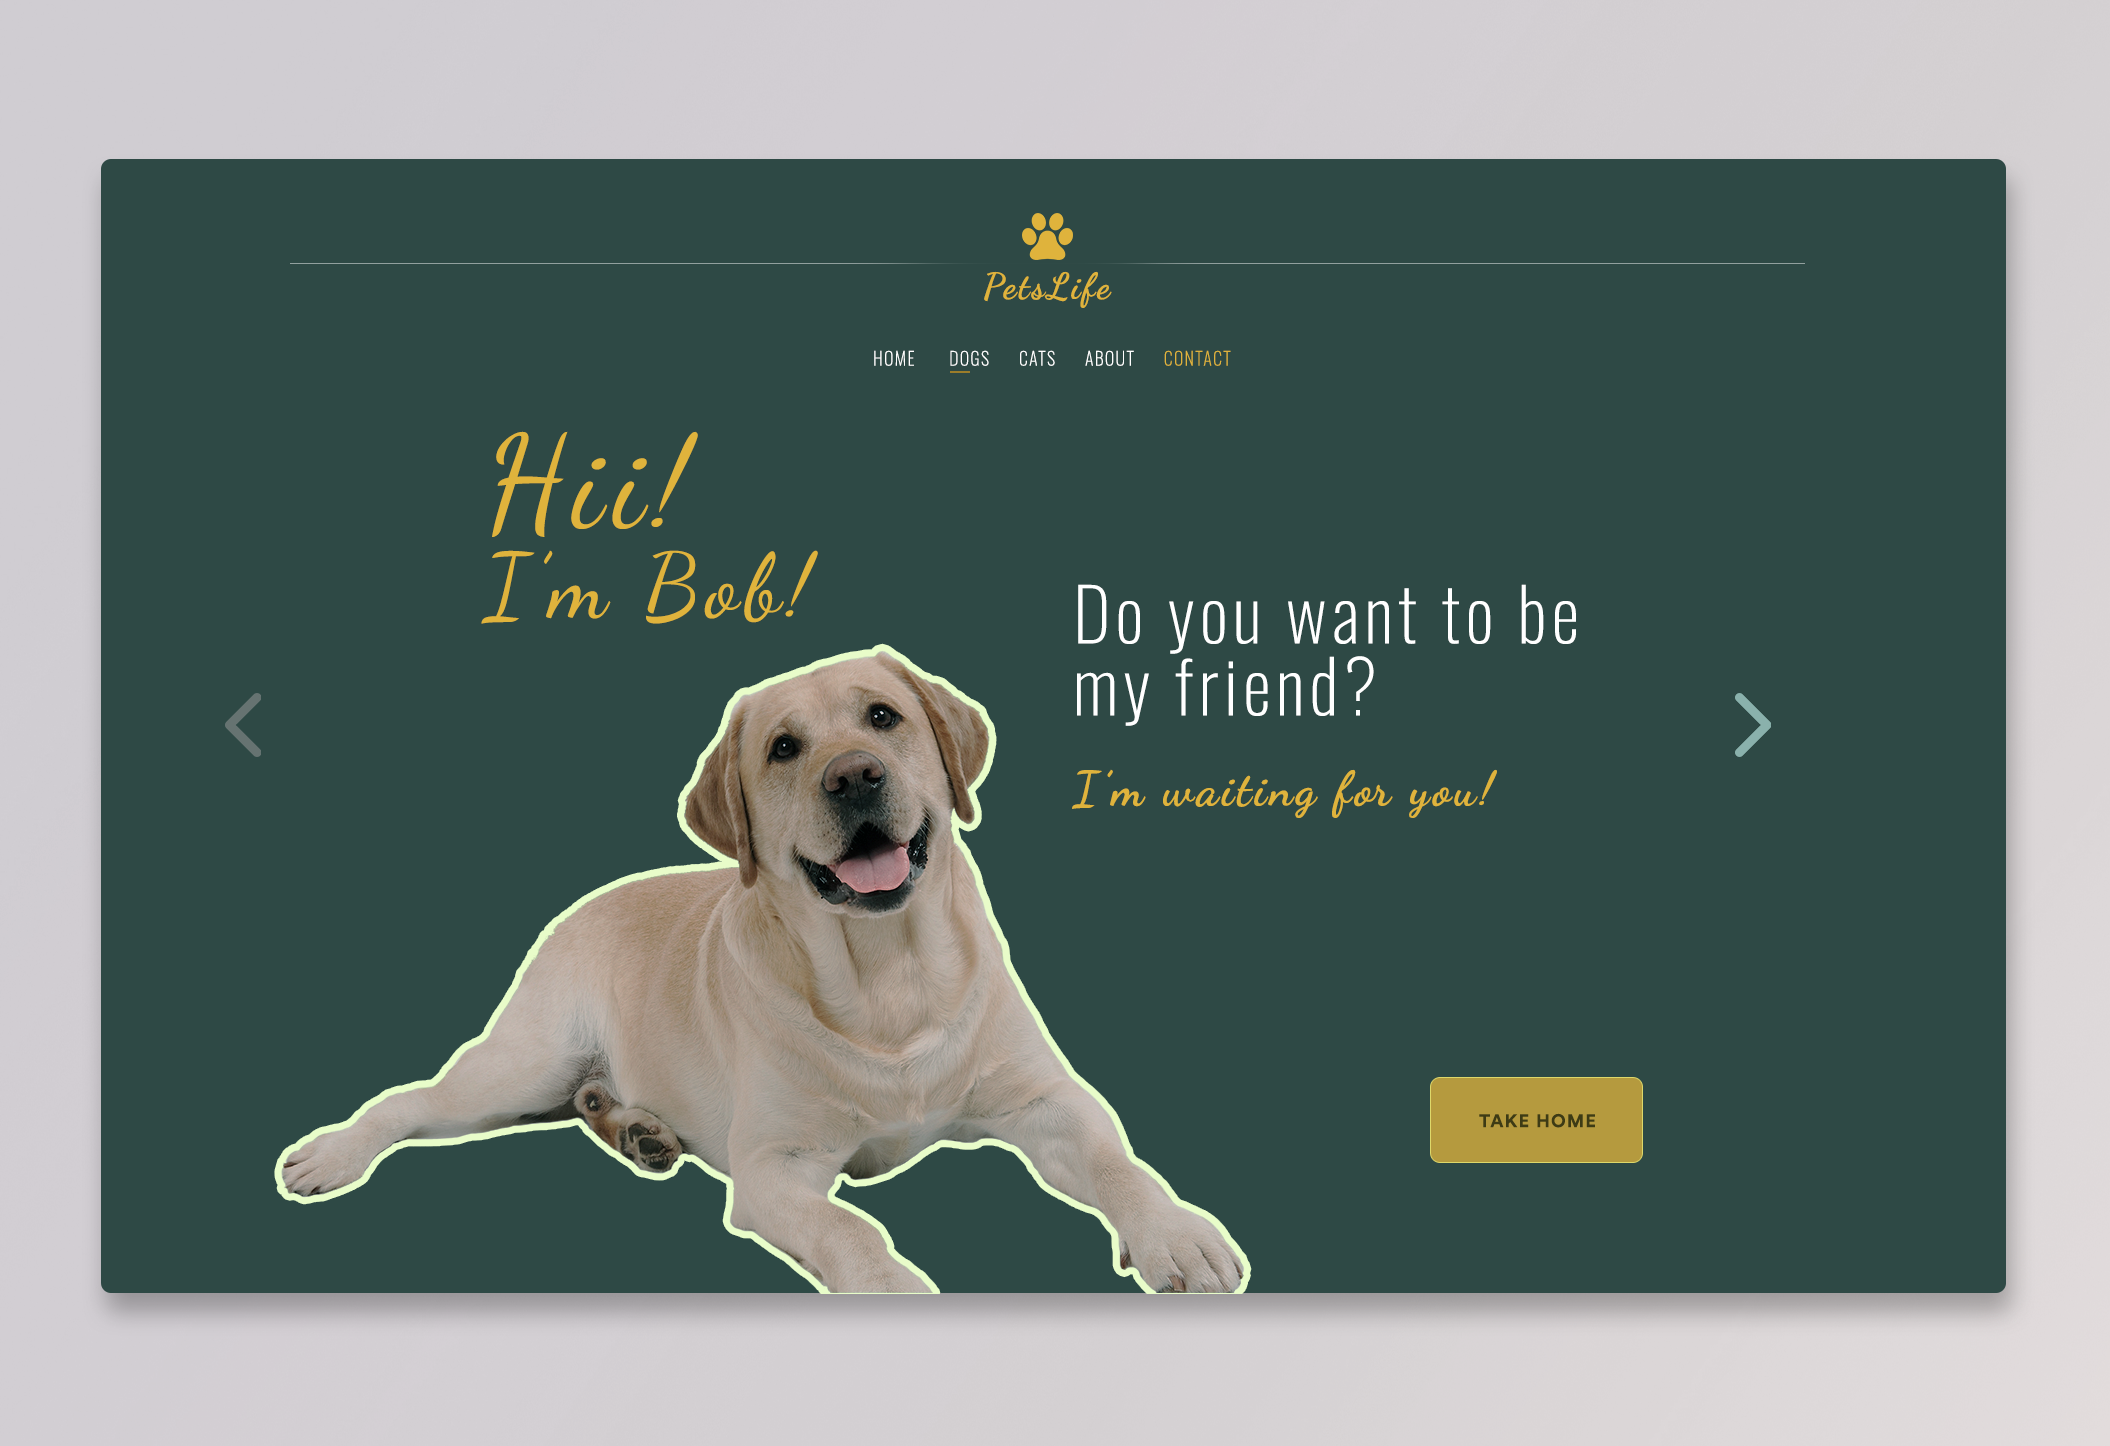 PetsLife
HOME DOGS CATS ABOUT CONTACT
Hii!
I'm Bob!
Do you want to be
my friend?
I'm waiting for you!
TAKE HOME